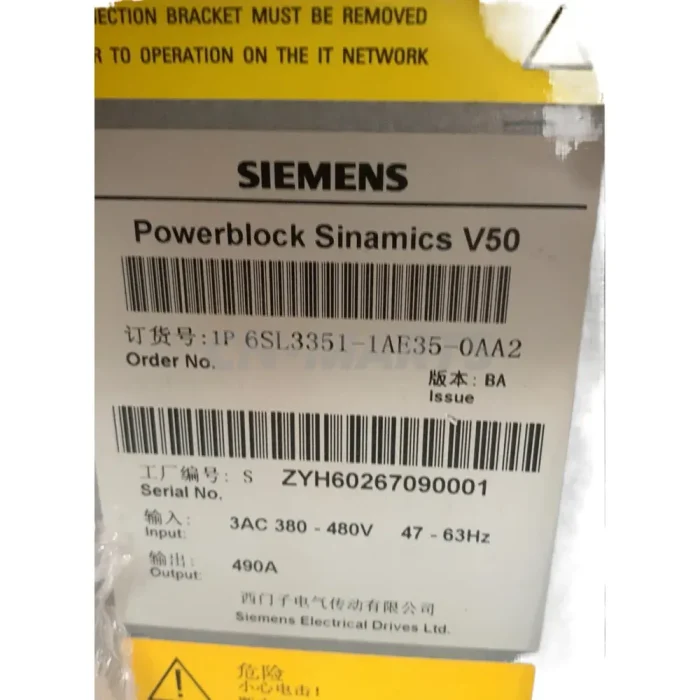 ECTION BRACKET MUST BE REMOVED
R TO OPERATION ON THE IT NETWORK
SIEMENS
Powerblock Sinamics V50
订货号:1P 6SL3351-1AE35-0AA2
Order No.
版本: BA
Issue
工厂编号: S ZYH60267090001
Serial No.
输入: 3AC 380 - 480V 47 - 63Hz
Input:
输出: 490A
Output:
西门子电气传动有限公司
Siemens Electrical Drives Ltd.
危险
小心电击!